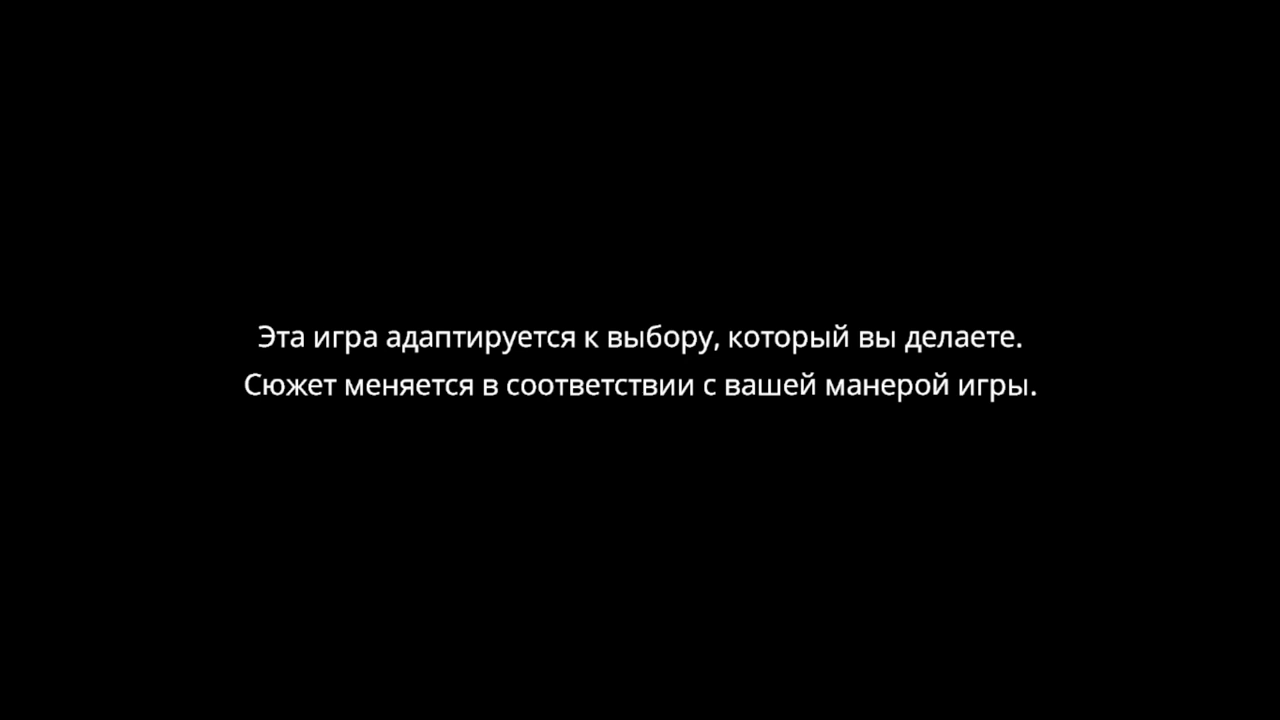 Эта игра адаптируется к выбору, который вы делаете.
Сюжет меняется в соответствии с вашей манерой игры.